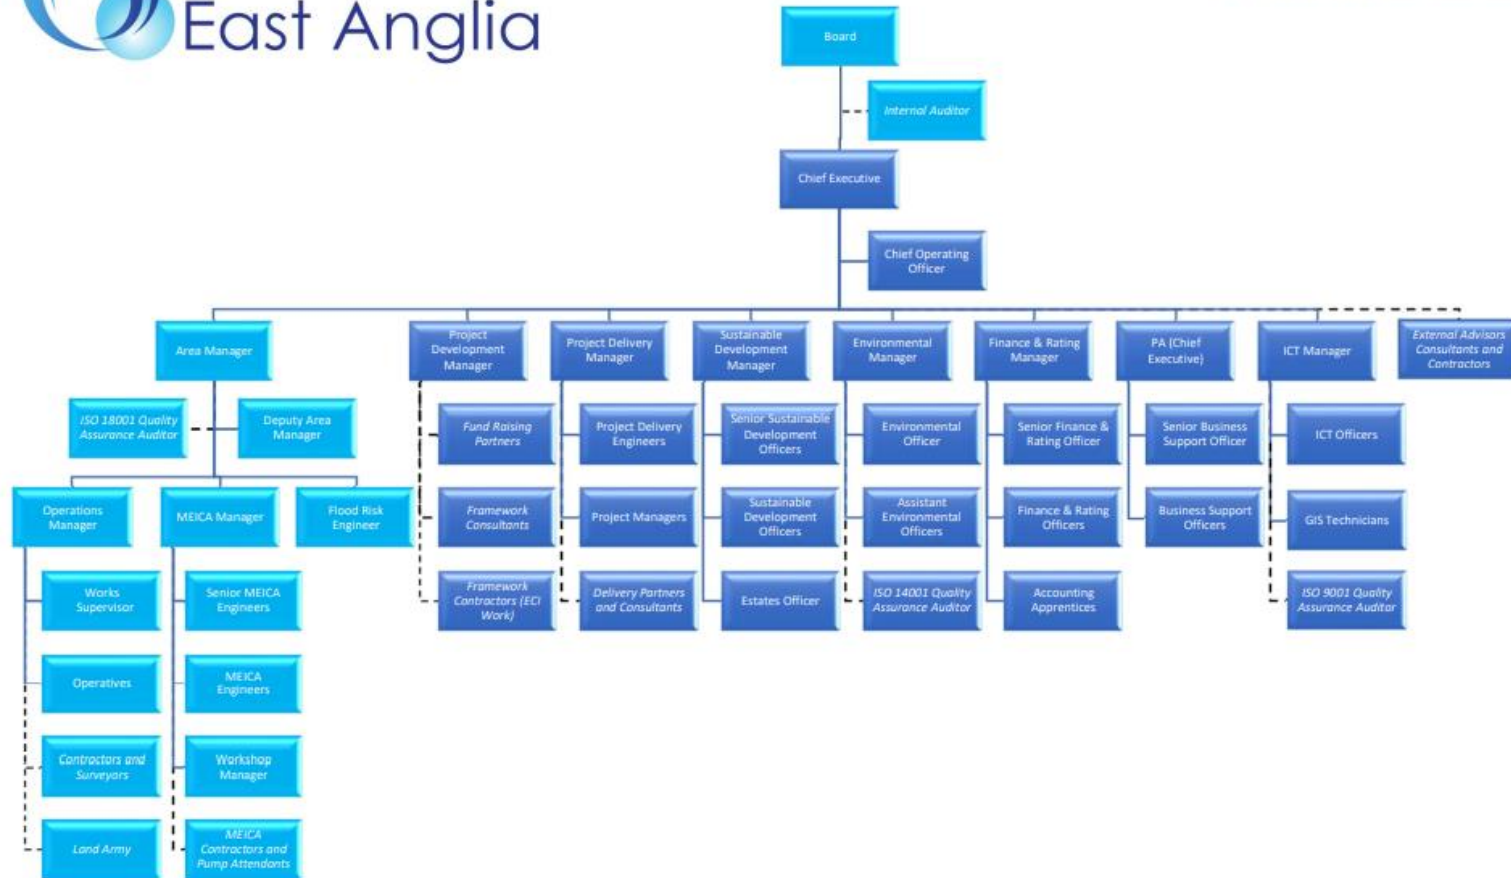 East Anglia
Board
Internal Auditor
Chief Executive
Chief Operating
Officer
Area Manager
Project
Development
Manager
Project Delivery
Manager
Sustainable
Development
Manager
Environmental
Manager
Finance & Rating
Manager
PA (Chief
Executive)
ICT Manager
External Advisors
Consultants and
Contractors
ISO 18001 Quality
Assurance Auditor
Deputy Area
Manager
Fund Raising
Partners
Project Delivery
Engineers
Senior Sustainable
Development
Officers
Environmental
Officer
Senior Finance &
Rating Officer
Senior Business
Support Officer
ICT Officers
Operations
Manager
MEICA Manager
Flood Risk
Engineer
Framework
Consultants
Project Managers
Sustainable
Development
Officers
Assistant
Environmental
Officers
Finance & Rating
Officers
Business Support
Officers
GIS Technicians
Works
Supervisor
Senior MEICA
Engineers
Framework
Contractors (ECI
Work)
Delivery Partners
and Consultants
Estates Officer
ISO 14001 Quality
Assurance Auditor
Accounting
Apprentices
ISO 9001 Quality
Assurance Auditor
Operatives
MEICA
Engineers
Contractors and
Surveyors
Workshop
Manager
Land Army
MEICA
Contractors and
Pump Attendants